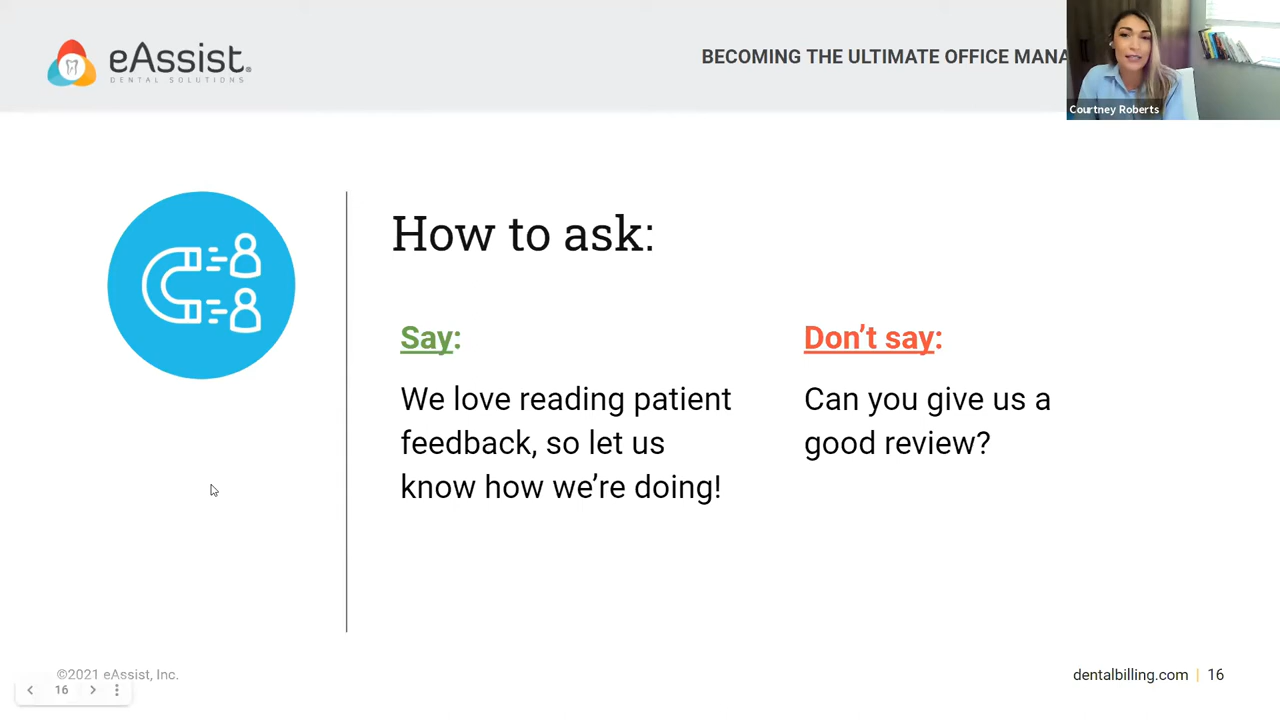 eAssist.
DENTAL SOLUTIONS
BECOMING THE ULTIMATE OFFICE MANA
Courtney Roberts
How to ask:
Say:
We love reading patient
feedback, so let us
know how we're doing!
Don't say:
Can you give us a
good review?
©2021 eAssist, Inc.
16
dentalbilling.com | 16